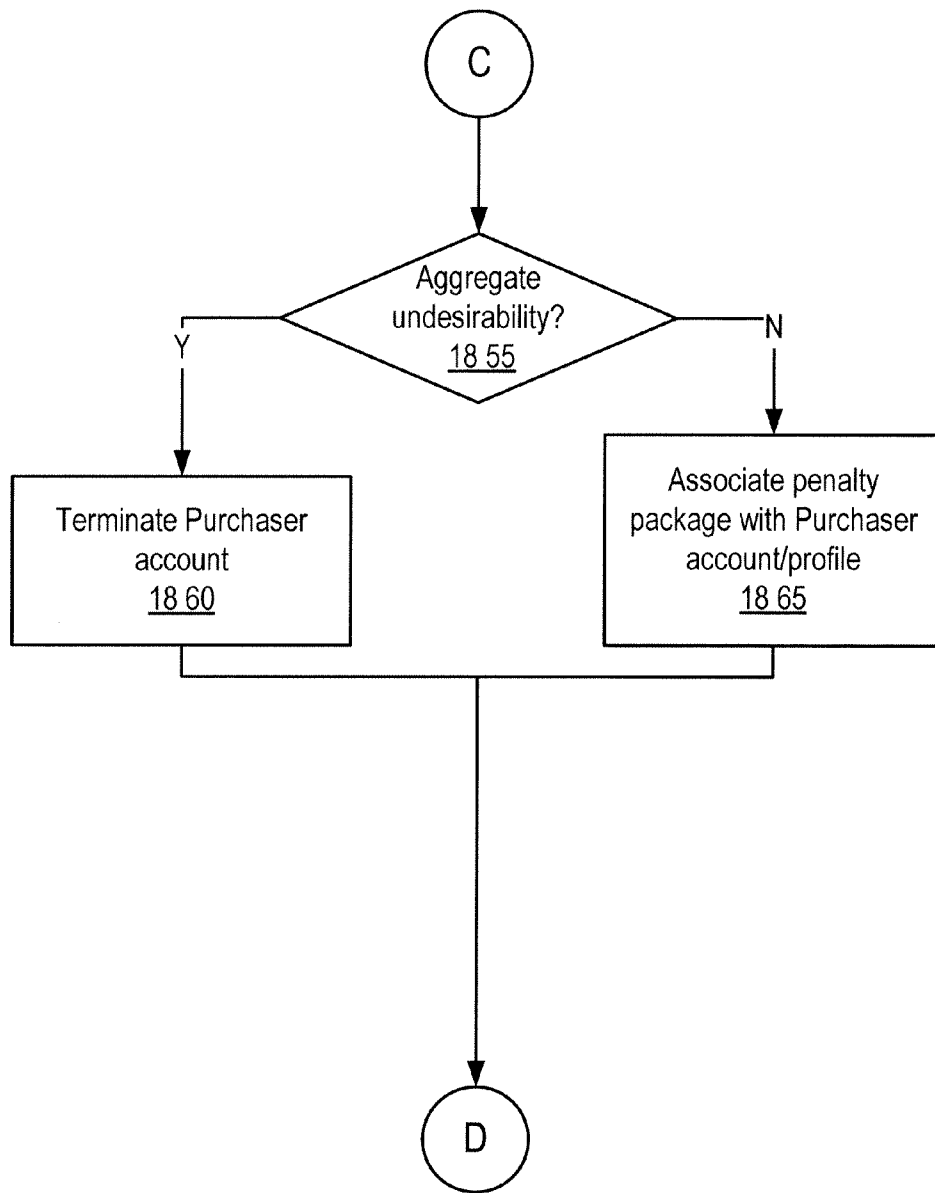 C
Aggregate
undesirability?
18 55
Y
N
Terminate Purchaser
account
18 60
Associate penalty
package with Purchaser
account/profile
18 65
D